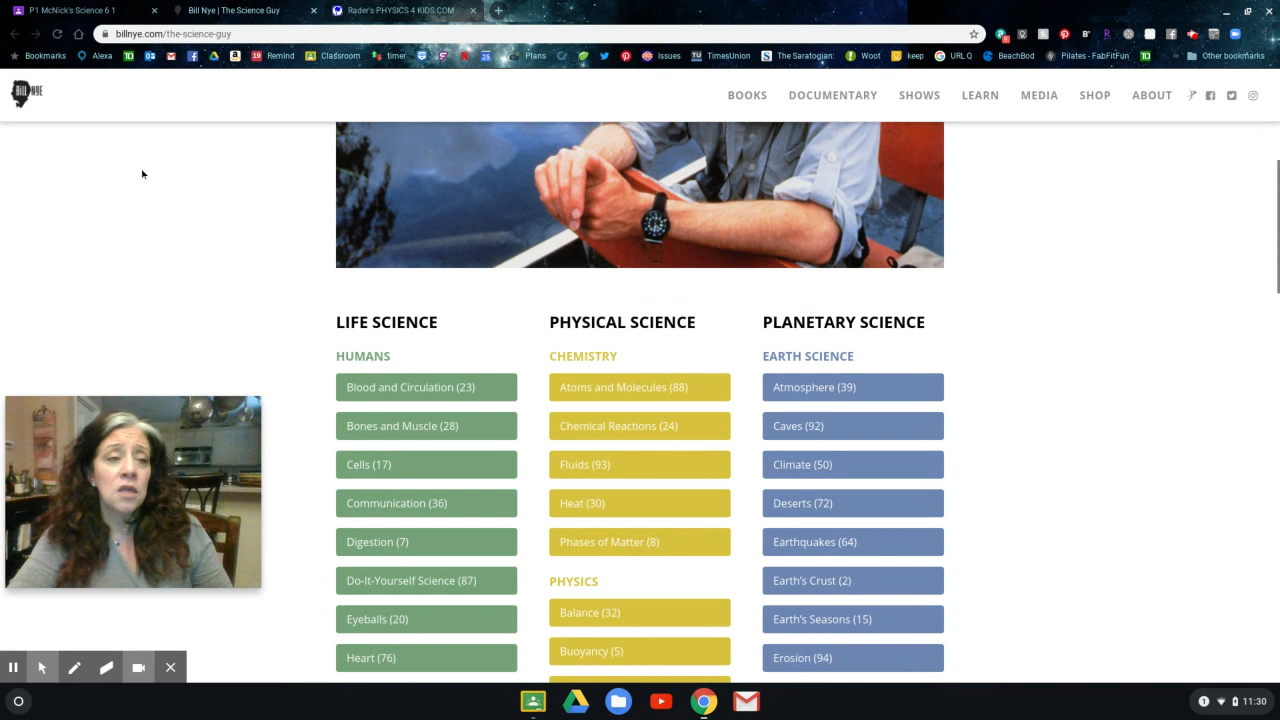 P1 McNick's Science 6 1
Bill Nye | The Science Guy
Rader's PHYSICS 4 KIDS.COM
billnye.com/the-science-guy
Bookmarks Alexa Gmail Remind Classroom timer Plans Issues TimesUnion The Saratogian: Woot keep URL Q BeachBod Pilates - FabFitFun Other bookmarks
BILL NYE
BOOKS DOCUMENTARY SHOWS LEARN MEDIA SHOP ABOUT
LIFE SCIENCE
HUMANS
Blood and Circulation (23)
Bones and Muscle (28)
Cells (17)
Communication (36)
Digestion (7)
Do-It-Yourself Science (87)
Eyeballs (20)
Heart (76)
PHYSICAL SCIENCE
CHEMISTRY
Atoms and Molecules (88)
Chemical Reactions (24)
Fluids (93)
Heat (30)
Phases of Matter (8)
PHYSICS
Balance (32)
Buoyancy (5)
PLANETARY SCIENCE
EARTH SCIENCE
Atmosphere (39)
Caves (92)
Climate (50)
Deserts (72)
Earthquakes (64)
Earth's Crust (2)
Earth's Seasons (15)
Erosion (94)
11:30